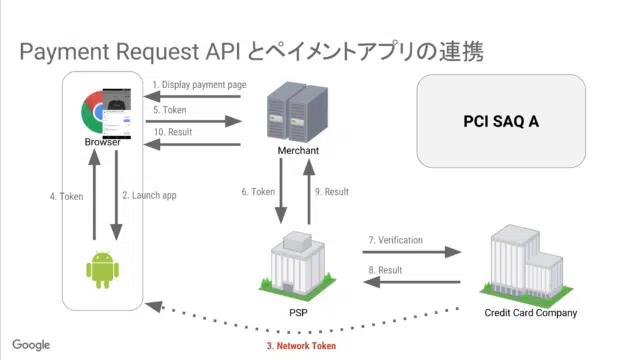 Payment Request API とペイメントアプリの連携
1. Display payment page
5. Token
10. Result
Browser
Merchant
PCI SAQ A
4. Token
2. Launch app
6. Token
9. Result
7. Verification
8. Result
PSP
Credit Card Company
3. Network Token
Google